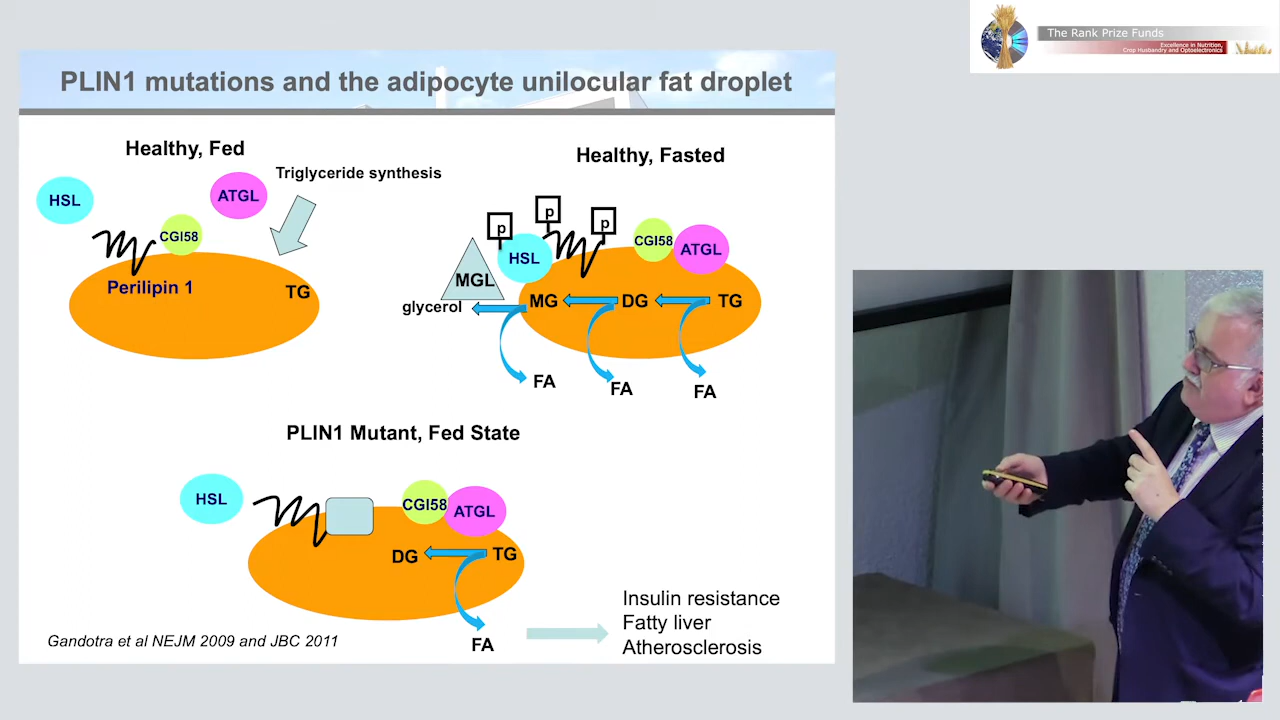 The Rank Prize Funds
Excellence in Nutrition,
Crop Husbandry and Optoelectronics
PLIN1 mutations and the adipocyte unilocular fat droplet
Healthy, Fed
HSL
ATGL
Triglyceride synthesis
CGI58
Perilipin 1
TG
Healthy, Fasted
p
p
p
HSL
CGI58
ATGL
MGL
glycerol
MG
DG
TG
FA
FA
FA
PLIN1 Mutant, Fed State
HSL
CGI58
ATGL
DG
TG
FA
Insulin resistance
Fatty liver
Atherosclerosis
Gandotra et al NEJM 2009 and JBC 2011